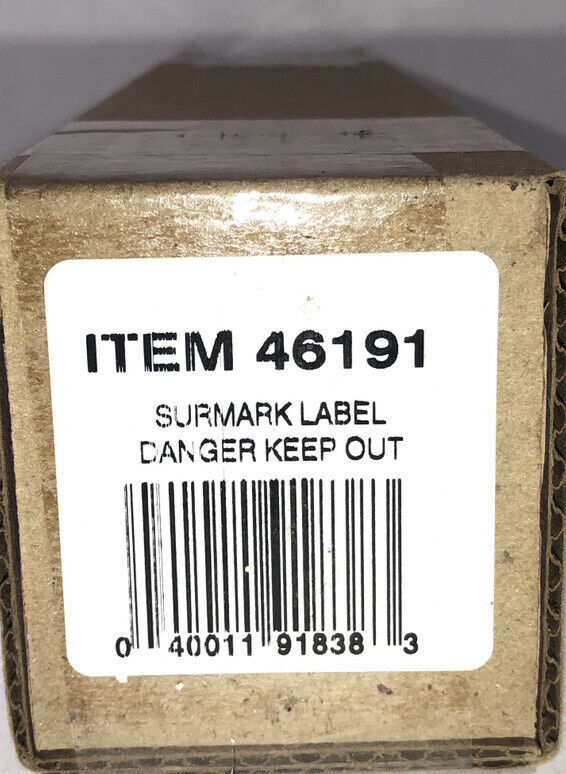 ITEM 46191
SURMARK LABEL
DANGER KEEP OUT
0 40011 91838 3